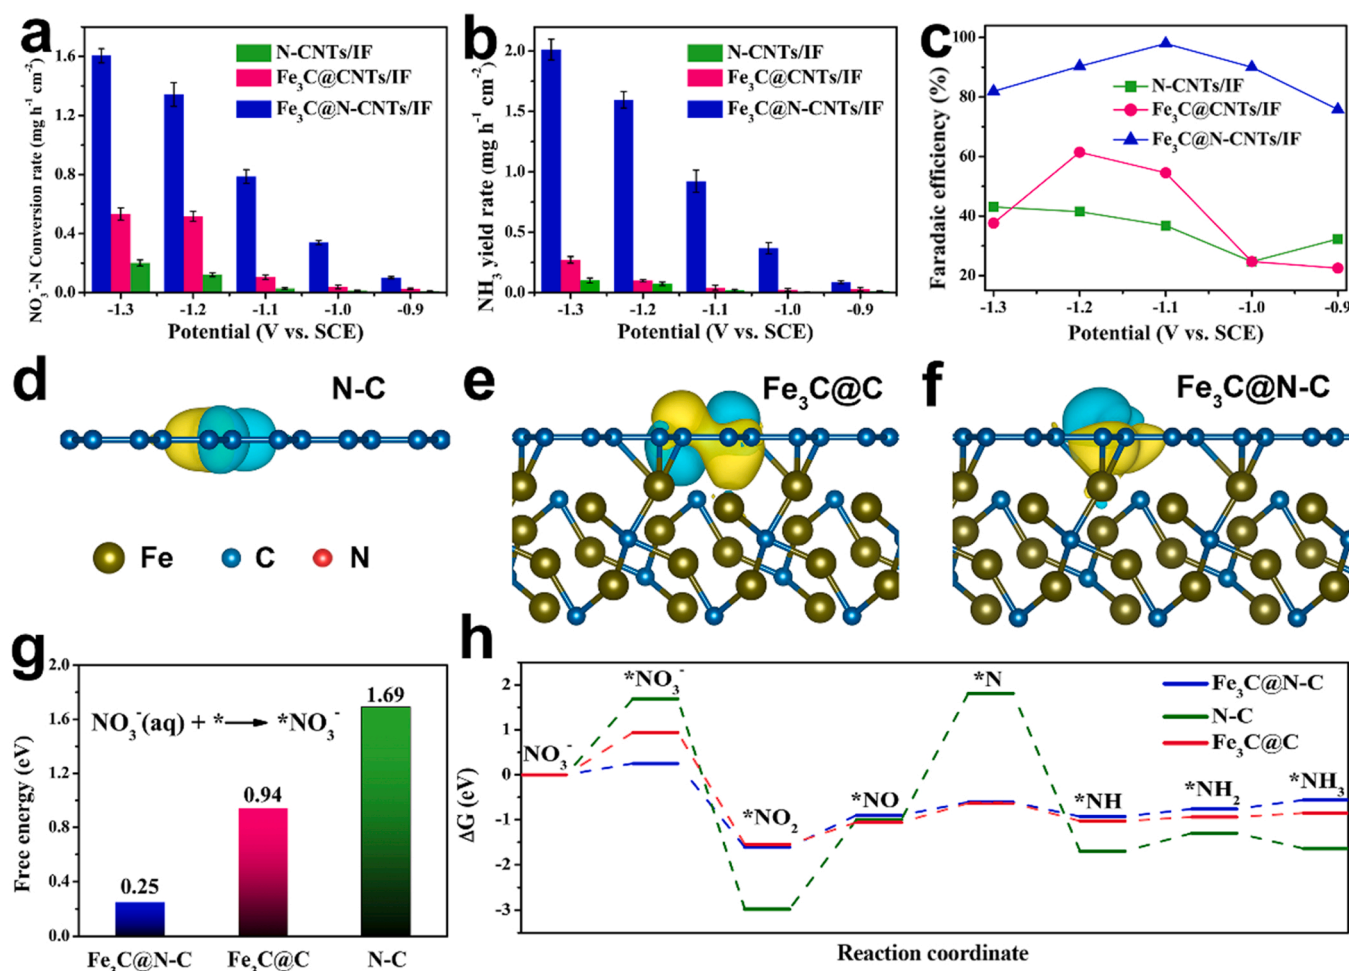 a
NO₃⁻-N Conversion rate (mg h⁻¹ cm⁻²)
1.6
1.2
0.8
0.4
0.0
N-CNTs/IF
Fe₃C@CNTs/IF
Fe₃C@N-CNTs/IF
-1.3 -1.2 -1.1 -1.0 -0.9
Potential (V vs. SCE)
b
NH₃ yield rate (mg h⁻¹ cm⁻²)
2.0
1.5
1.0
0.5
0.0
N-CNTs/IF
Fe₃C@CNTs/IF
Fe₃C@N-CNTs/IF
-1.3 -1.2 -1.1 -1.0 -0.9
Potential (V vs. SCE)
c
Faradaic efficiency (%)
100
80
60
40
20
N-CNTs/IF
Fe₃C@CNTs/IF
Fe₃C@N-CNTs/IF
-1.3 -1.2 -1.1 -1.0 -0.9
Potential (V vs. SCE)
d
N-C
Fe C N
e
Fe₃C@C
f
Fe₃C@N-C
g
Free energy (eV)
2.0
1.6
1.2
0.8
0.4
0.0
NO₃⁻(aq) + * → *NO₃⁻
0.25
0.94
1.69
Fe₃C@N-C Fe₃C@C N-C
h
ΔG (eV)
2
1
0
-1
-2
-3
NO₃⁻
*NO₃⁻
*NO₂
*NO
*N
*NH
*NH₂
*NH₃
Fe₃C@N-C
N-C
Fe₃C@C
Reaction coordinate